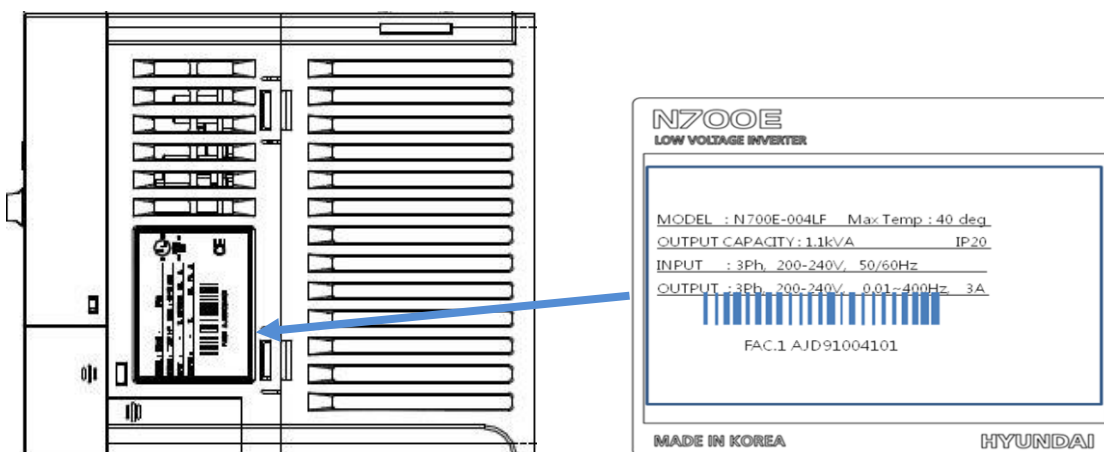 N700E
LOW VOLTAGE INVERTER
MODEL : N700E-004LF Max Temp : 40 deg
OUTPUT CAPACITY : 1.1kVA IP20
INPUT : 3Ph, 200-240V, 50/60Hz
OUTPUT : 3Ph, 200-240V, 0,01~400Hz, 3A
FAC.1 AJD91004101
MADE IN KOREA HYUNDAI
CE